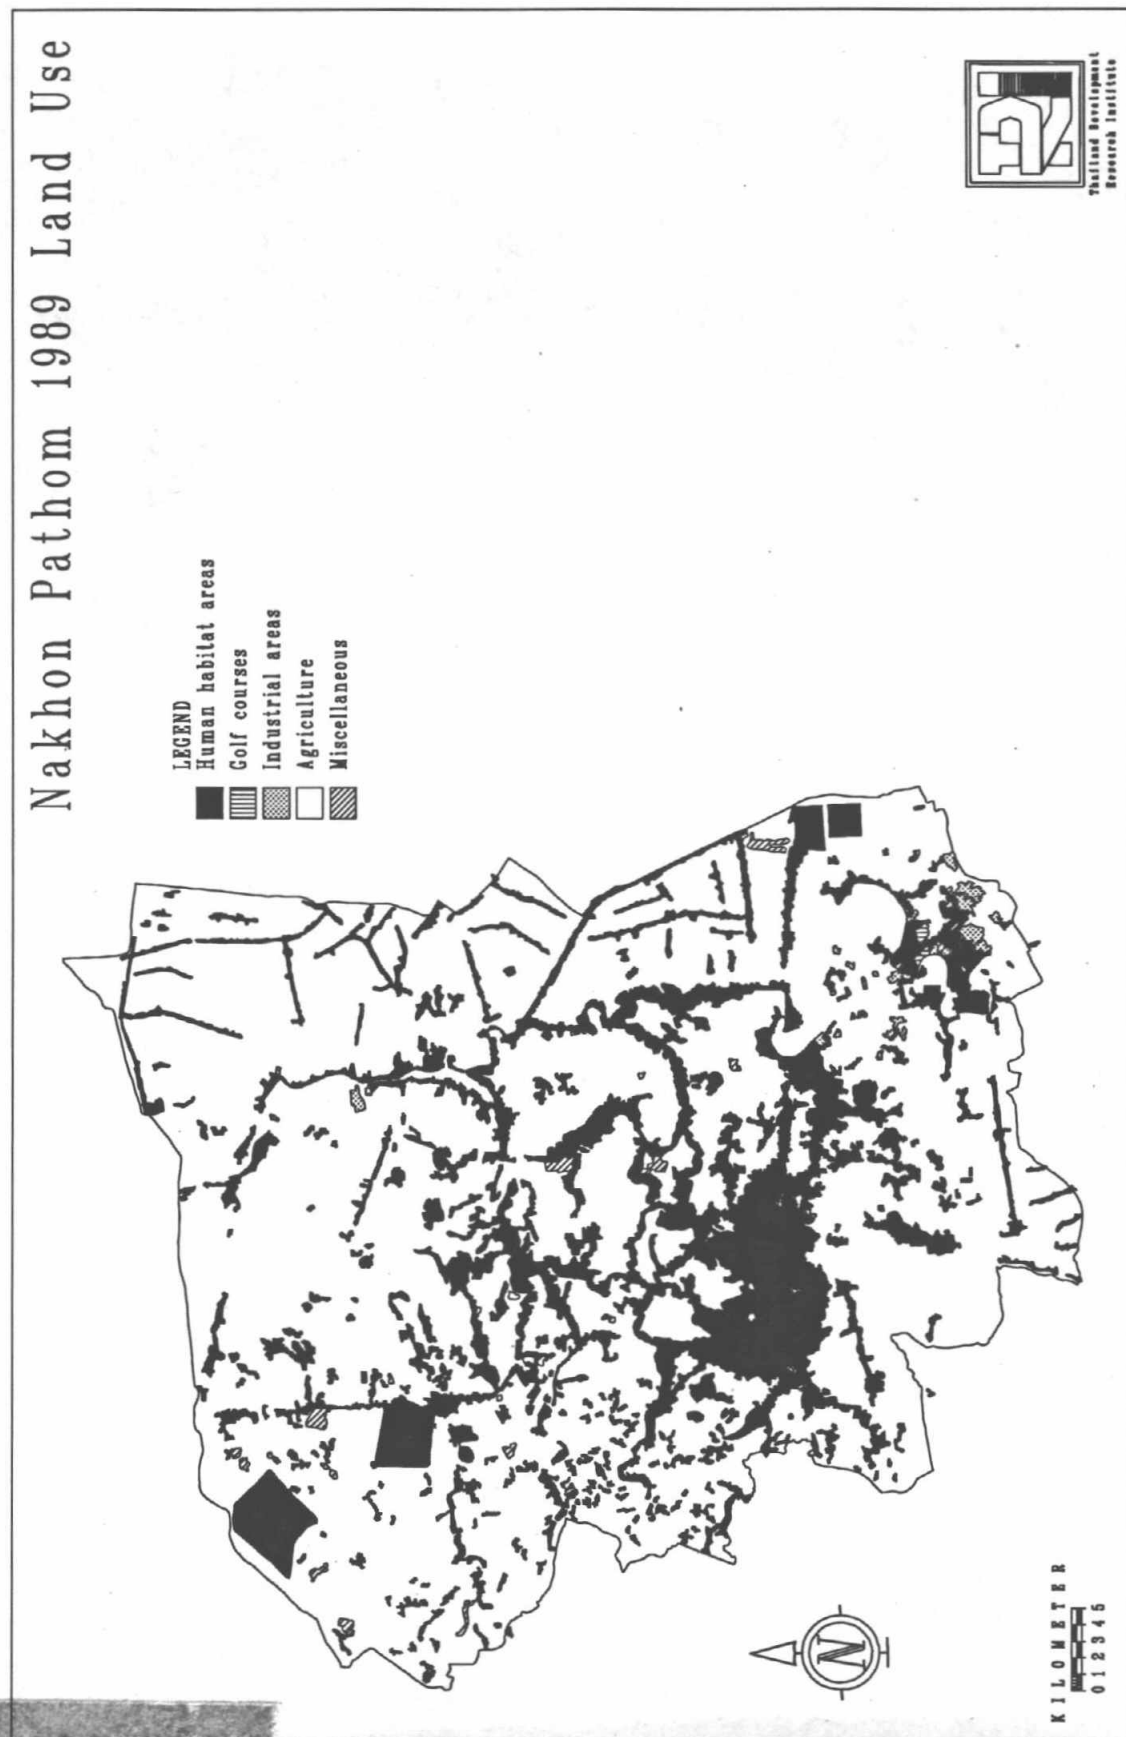 Nakhon Pathom 1989 Land Use
LEGEND
Human habitat areas
Golf courses
Industrial areas
Agriculture
Miscellaneous
N
KILOMETER
0 1 2 3 4 5
Thailand Development
Research Institute